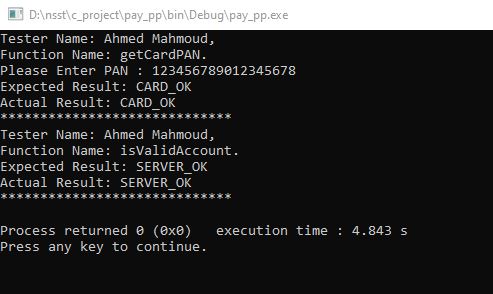 D:\nsst\c_project\pay_pp\bin\Debug\pay_pp.exe
Tester Name: Ahmed Mahmoud,
Function Name: getCardPAN.
Please Enter PAN : 123456789012345678
Expected Result: CARD_OK
Actual Result: CARD_OK
*****************************
Tester Name: Ahmed Mahmoud,
Function Name: isValidAccount.
Expected Result: SERVER_OK
Actual Result: SERVER_OK
*****************************
Process returned 0 (0x0)   execution time : 4.843 s
Press any key to continue.